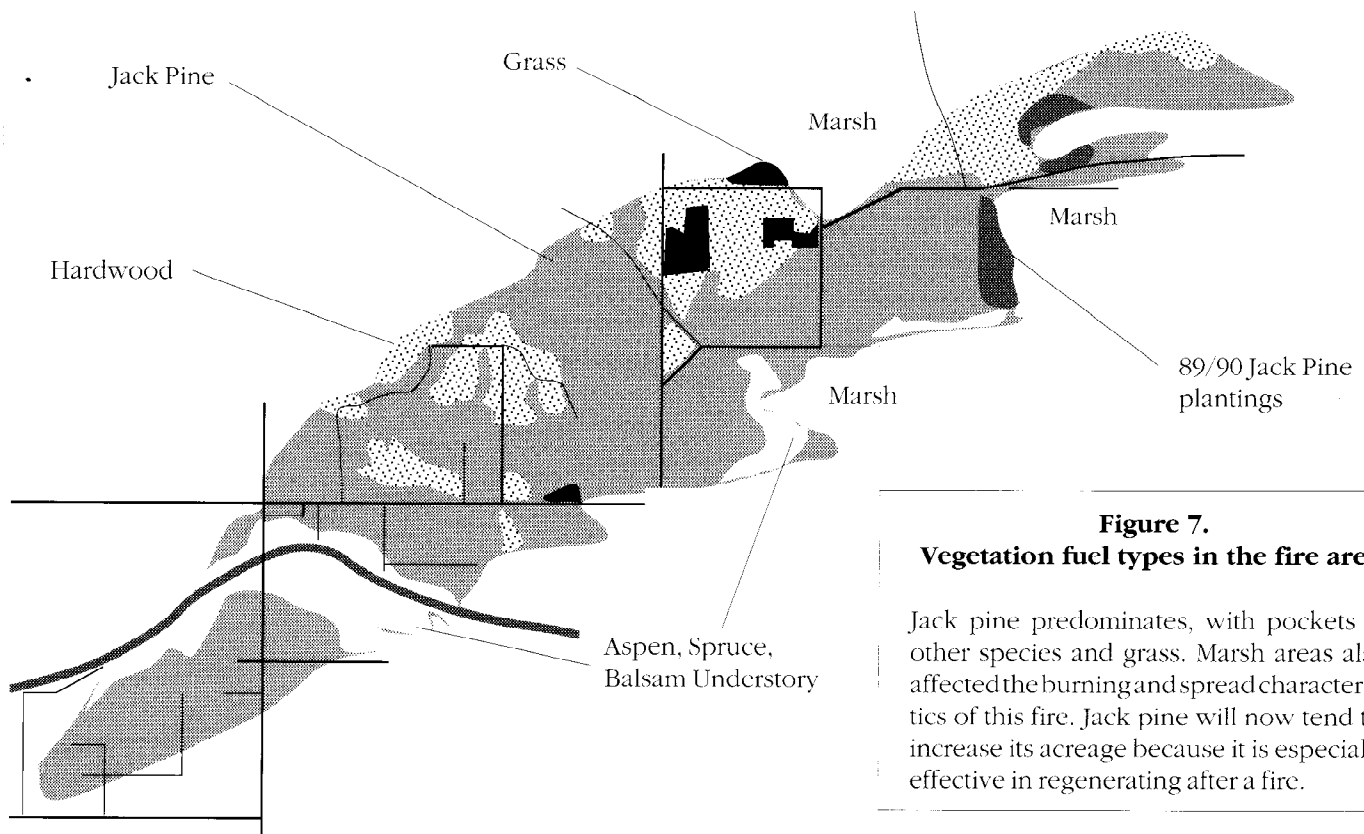 Jack Pine
Grass
Marsh
Marsh
Hardwood
89/90 Jack Pine
plantings
Marsh
Aspen, Spruce,
Balsam Understory
Figure 7.
Vegetation fuel types in the fire are
Jack pine predominates, with pockets
other species and grass. Marsh areas al
affected the burning and spread character
tics of this fire. Jack pine will now tend t
increase its acreage because it is especial
effective in regenerating after a fire.